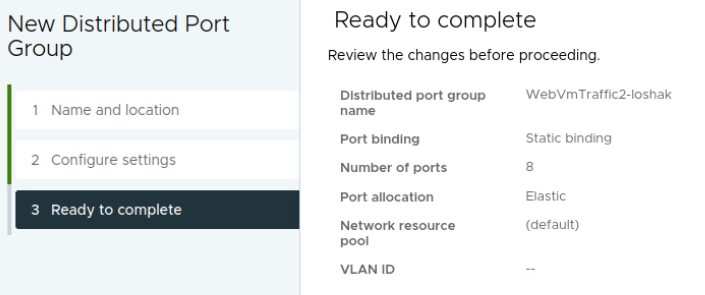 New Distributed Port
Group
1 Name and location
2 Configure settings
3 Ready to complete
Ready to complete
Review the changes before proceeding.
Distributed port group
name
WebVmTraffic2-loshak
Port binding
Static binding
Number of ports
8
Port allocation
Elastic
Network resource
pool
(default)
VLAN ID
--